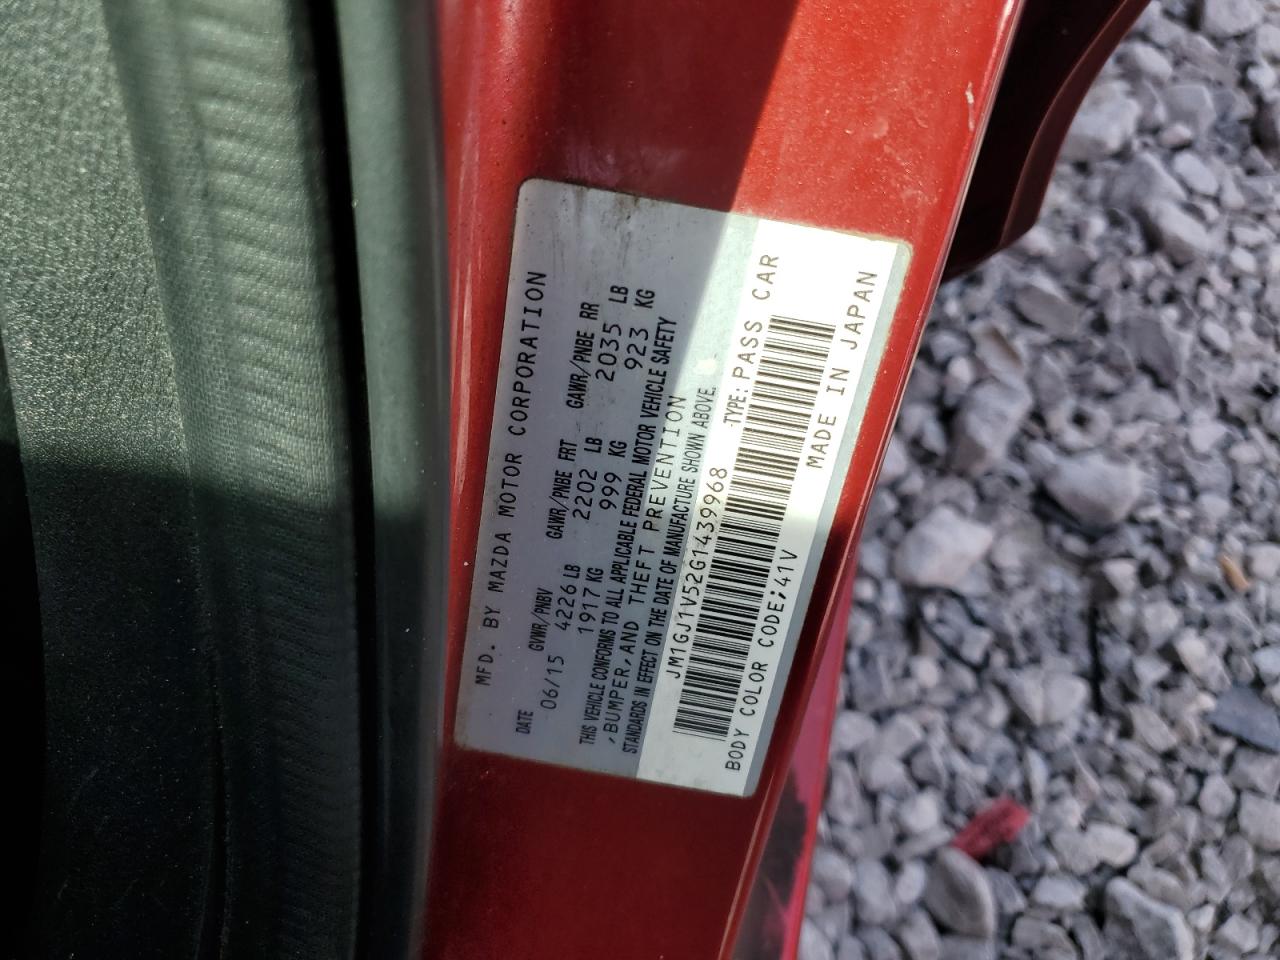 MFD. BY MAZDA MOTOR CORPORATION
DATE GVWR/PNBV GAWR/PNBE FRT GAWR/PNBE RR
06/15 4226 LB 2202 LB 2035 LB
1917 KG 999 KG 923 KG
THIS VEHICLE CONFORMS TO ALL APPLICABLE FEDERAL MOTOR VEHICLE SAFETY
,BUMPER,AND THEFT PREVENTION
STANDARDS IN EFFECT ON THE DATE OF MANUFACTURE SHOWN ABOVE.
JM1GJ1V52G1439968 TYPE:PASS CAR
BODY COLOR CODE;41V MADE IN JAPAN